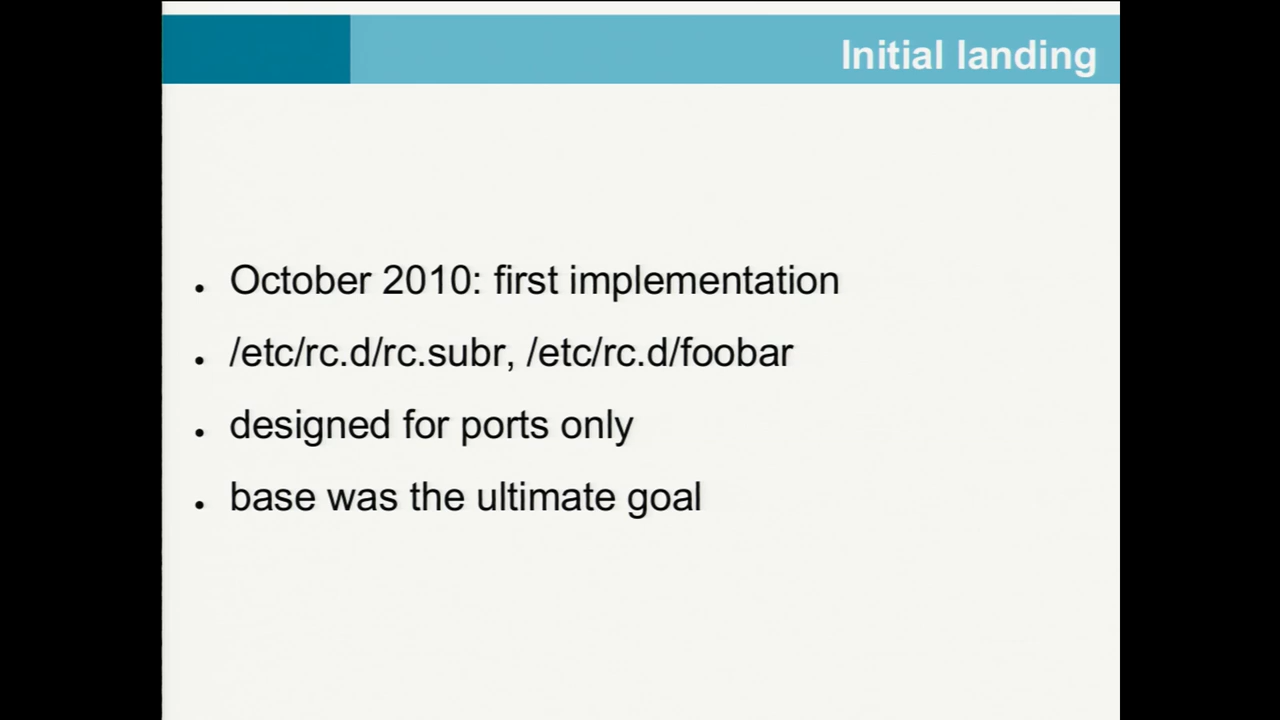 Initial landing
October 2010: first implementation
/etc/rc.d/rc.subr, /etc/rc.d/foobar
designed for ports only
base was the ultimate goal